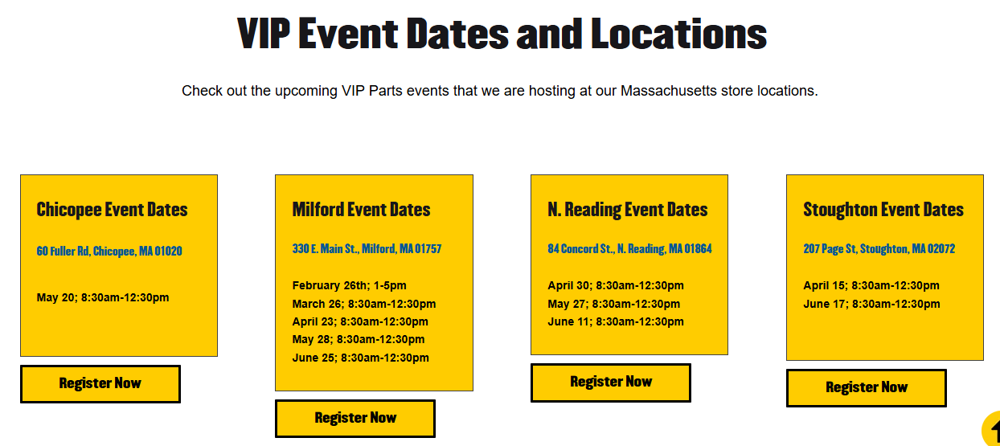 VIP Event Dates and Locations
Check out the upcoming VIP Parts events that we are hosting at our Massachusetts store locations.
Chicopee Event Dates
60 Fuller Rd, Chicopee, MA 01020
May 20; 8:30am-12:30pm
Register Now
Milford Event Dates
330 E. Main St., Milford, MA 01757
February 26th; 1-5pm
March 26; 8:30am-12:30pm
April 23; 8:30am-12:30pm
May 28; 8:30am-12:30pm
June 25; 8:30am-12:30pm
Register Now
N. Reading Event Dates
84 Concord St., N. Reading, MA 01864
April 30; 8:30am-12:30pm
May 27; 8:30am-12:30pm
June 11; 8:30am-12:30pm
Register Now
Stoughton Event Dates
207 Page St, Stoughton, MA 02072
April 15; 8:30am-12:30pm
June 17; 8:30am-12:30pm
Register Now